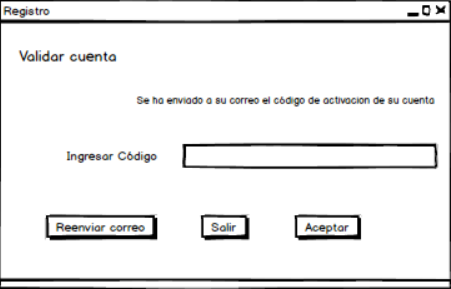 Registro
Validar cuenta
Se ha enviado a su correo el código de activacion de su cuenta
Ingresar Código
Reenviar correo
Salir
Aceptar